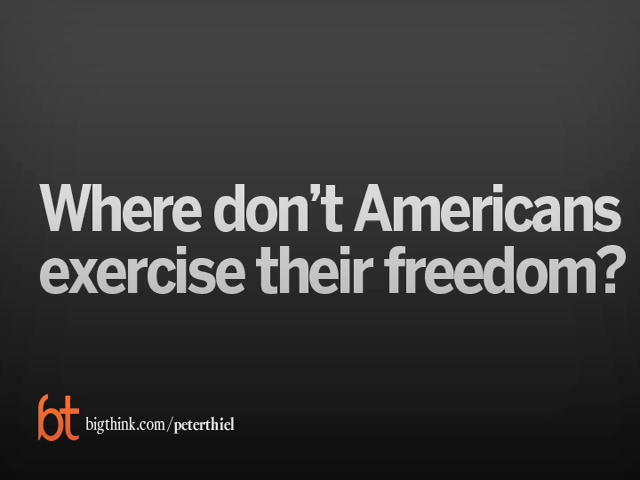 Where don't Americans
exercise their freedom?
bt bigthink.com/peterthiel